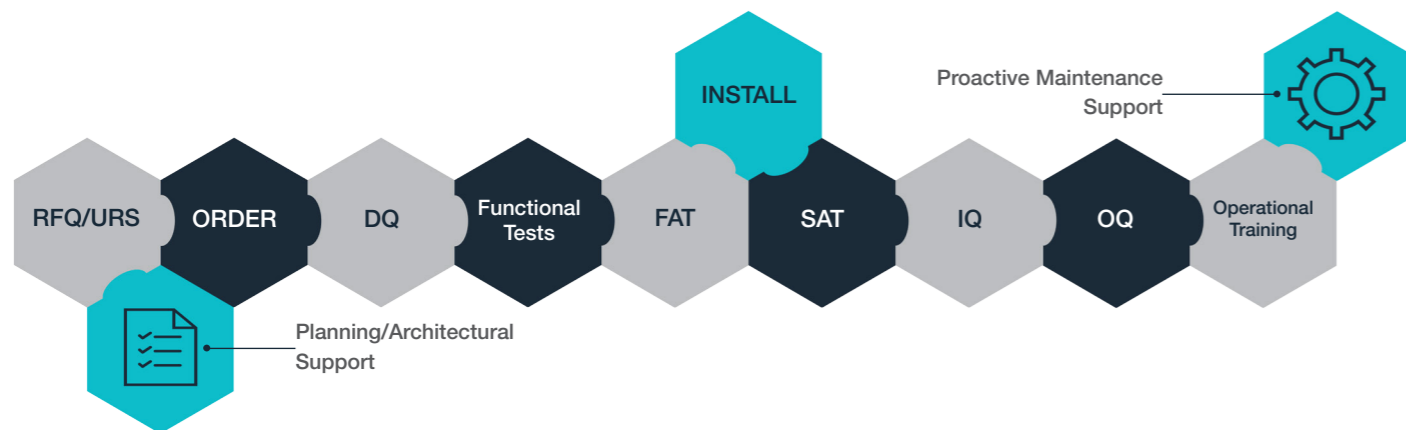 INSTALL
Proactive Maintenance
Support
RFQ/URS
ORDER
DQ
Functional
Tests
FAT
SAT
IQ
OQ
Operational
Training
Planning/Architectural
Support